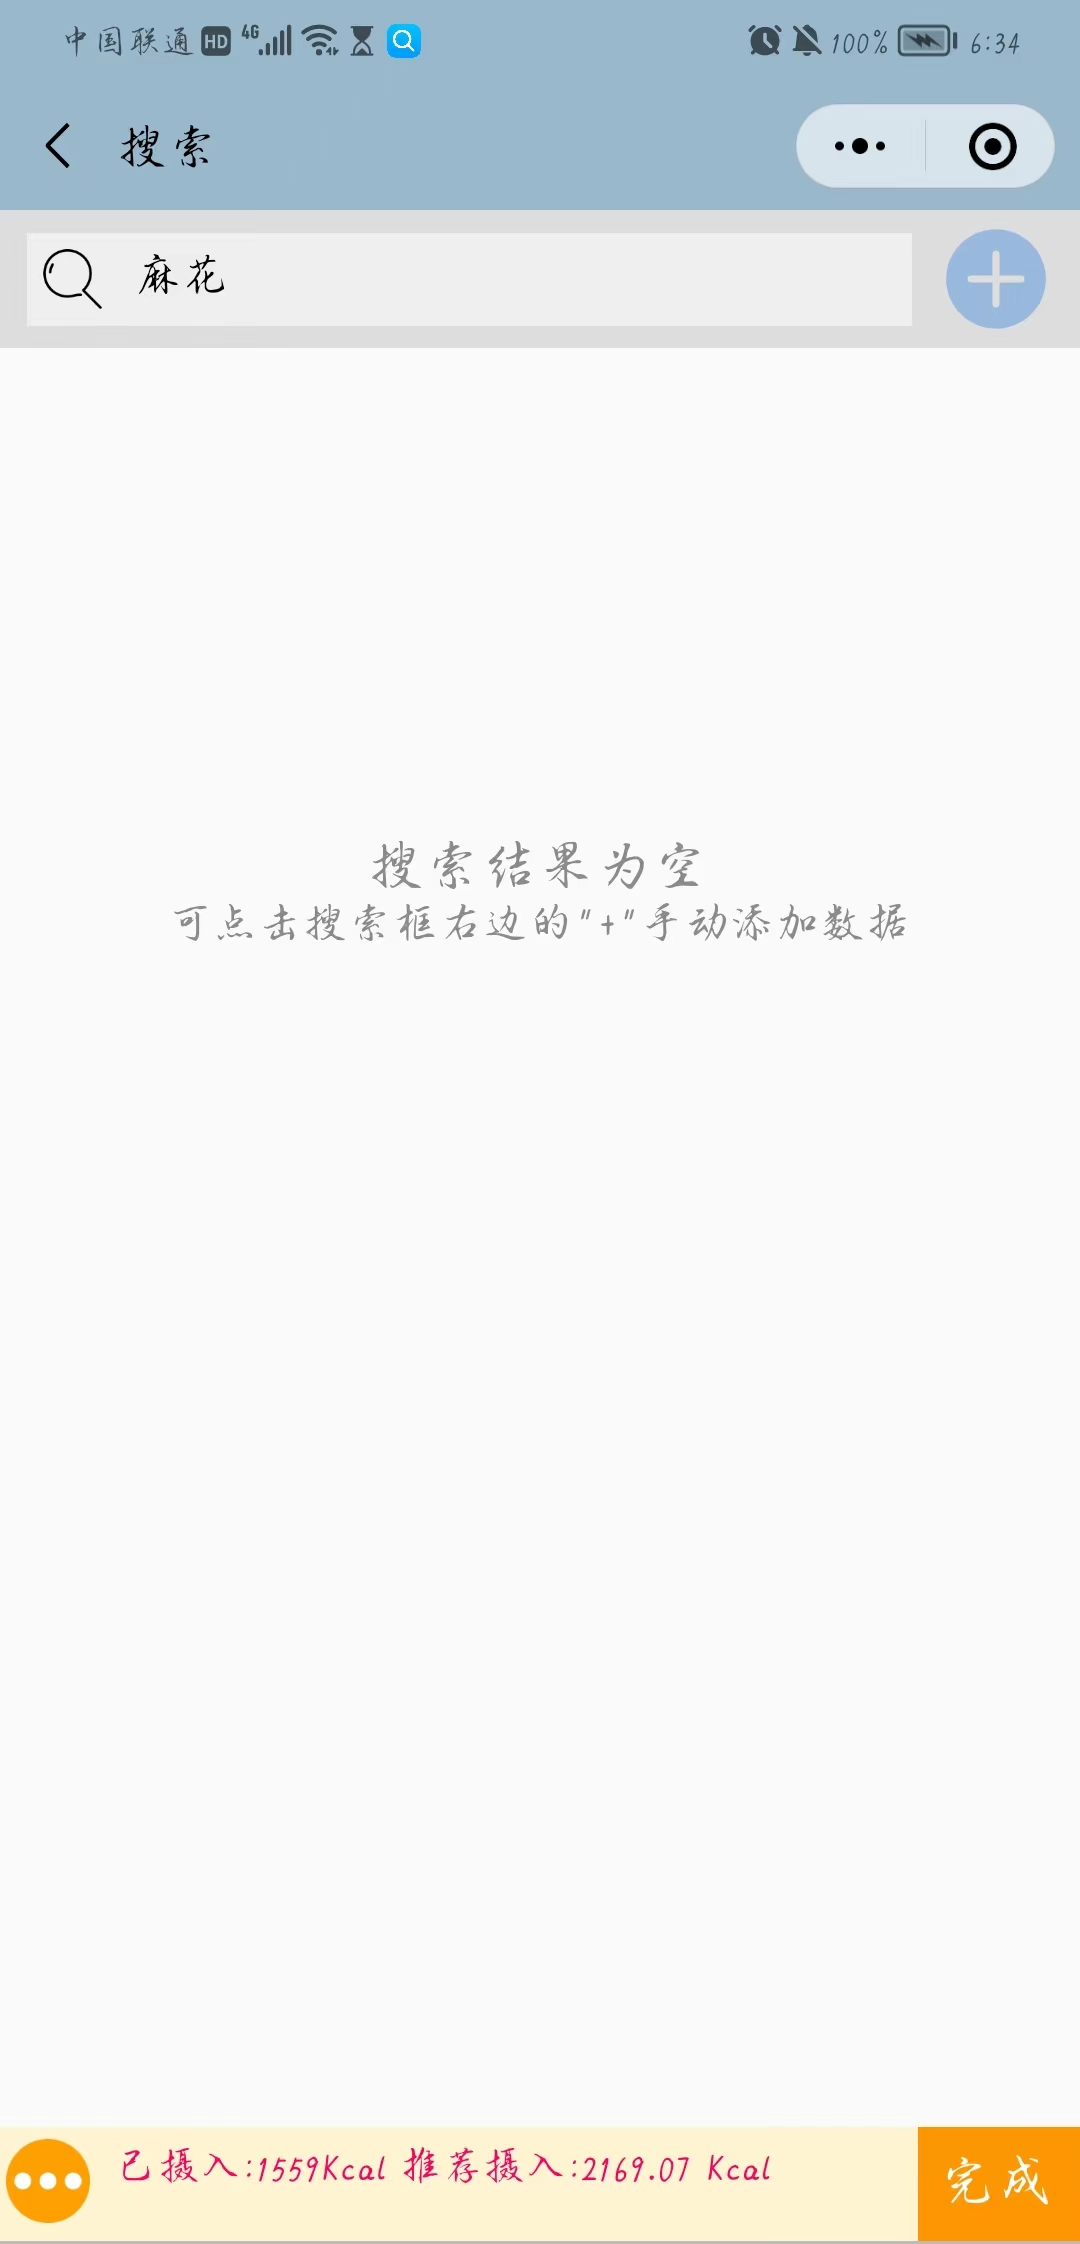 中国联通 HD 4G 100% 6:34
搜索
麻花
搜索结果为空
可点击搜索框右边的"+"手动添加数据
已摄入:1559Kcal 推荐摄入:2169.07 Kcal
完成